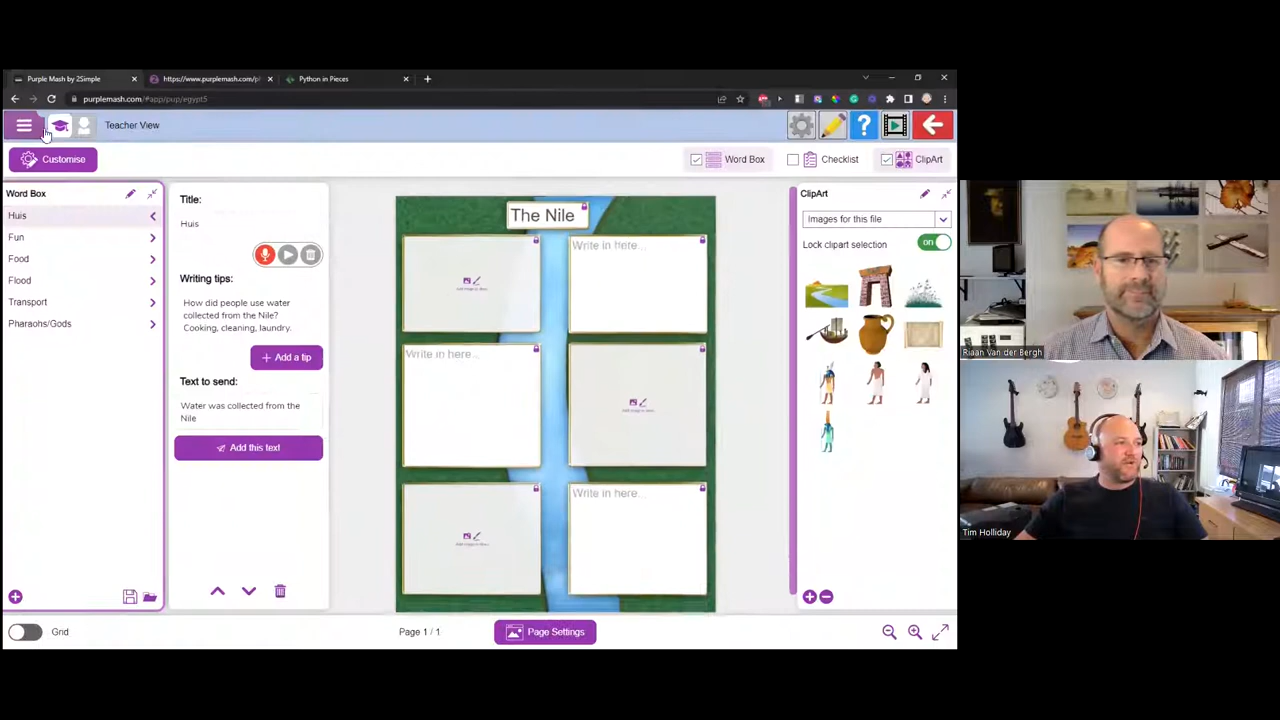 Purple Mash by 2Simple
https://www.purplemash.com/pl
Python in Pieces
purplemash.com/#app/pup/egypt5
Teacher View
Customise
Word Box
Checklist
ClipArt
Word Box
Huis
Fun
Food
Flood
Transport
Pharaohs/Gods
Title:
Huis
Writing tips:
How did people use water
collected from the Nile?
Cooking, cleaning, laundry.
Add a tip
Text to send:
Water was collected from the
Nile
Add this text
The Nile
Write in here...
Write in here...
Write in here...
ClipArt
Images for this file
Lock clipart selection
on
Grid
Page 1 / 1
Page Settings
Riaan Van der Bergh
Tim Holliday